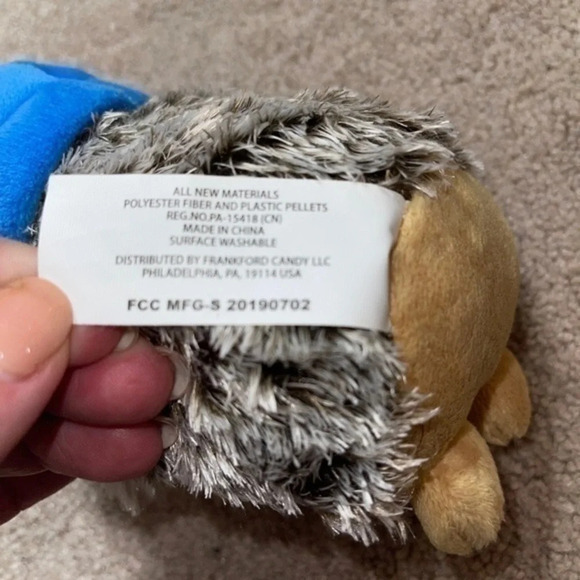 ALL NEW MATERIALS
POLYESTER FIBER AND PLASTIC PELLETS
REG.NO.PA-15418 (CN)
MADE IN CHINA
SURFACE WASHABLE
DISTRIBUTED BY FRANKFORD CANDY LLC
PHILADELPHIA, PA, 19114 USA
FCC MFG-S 20190702